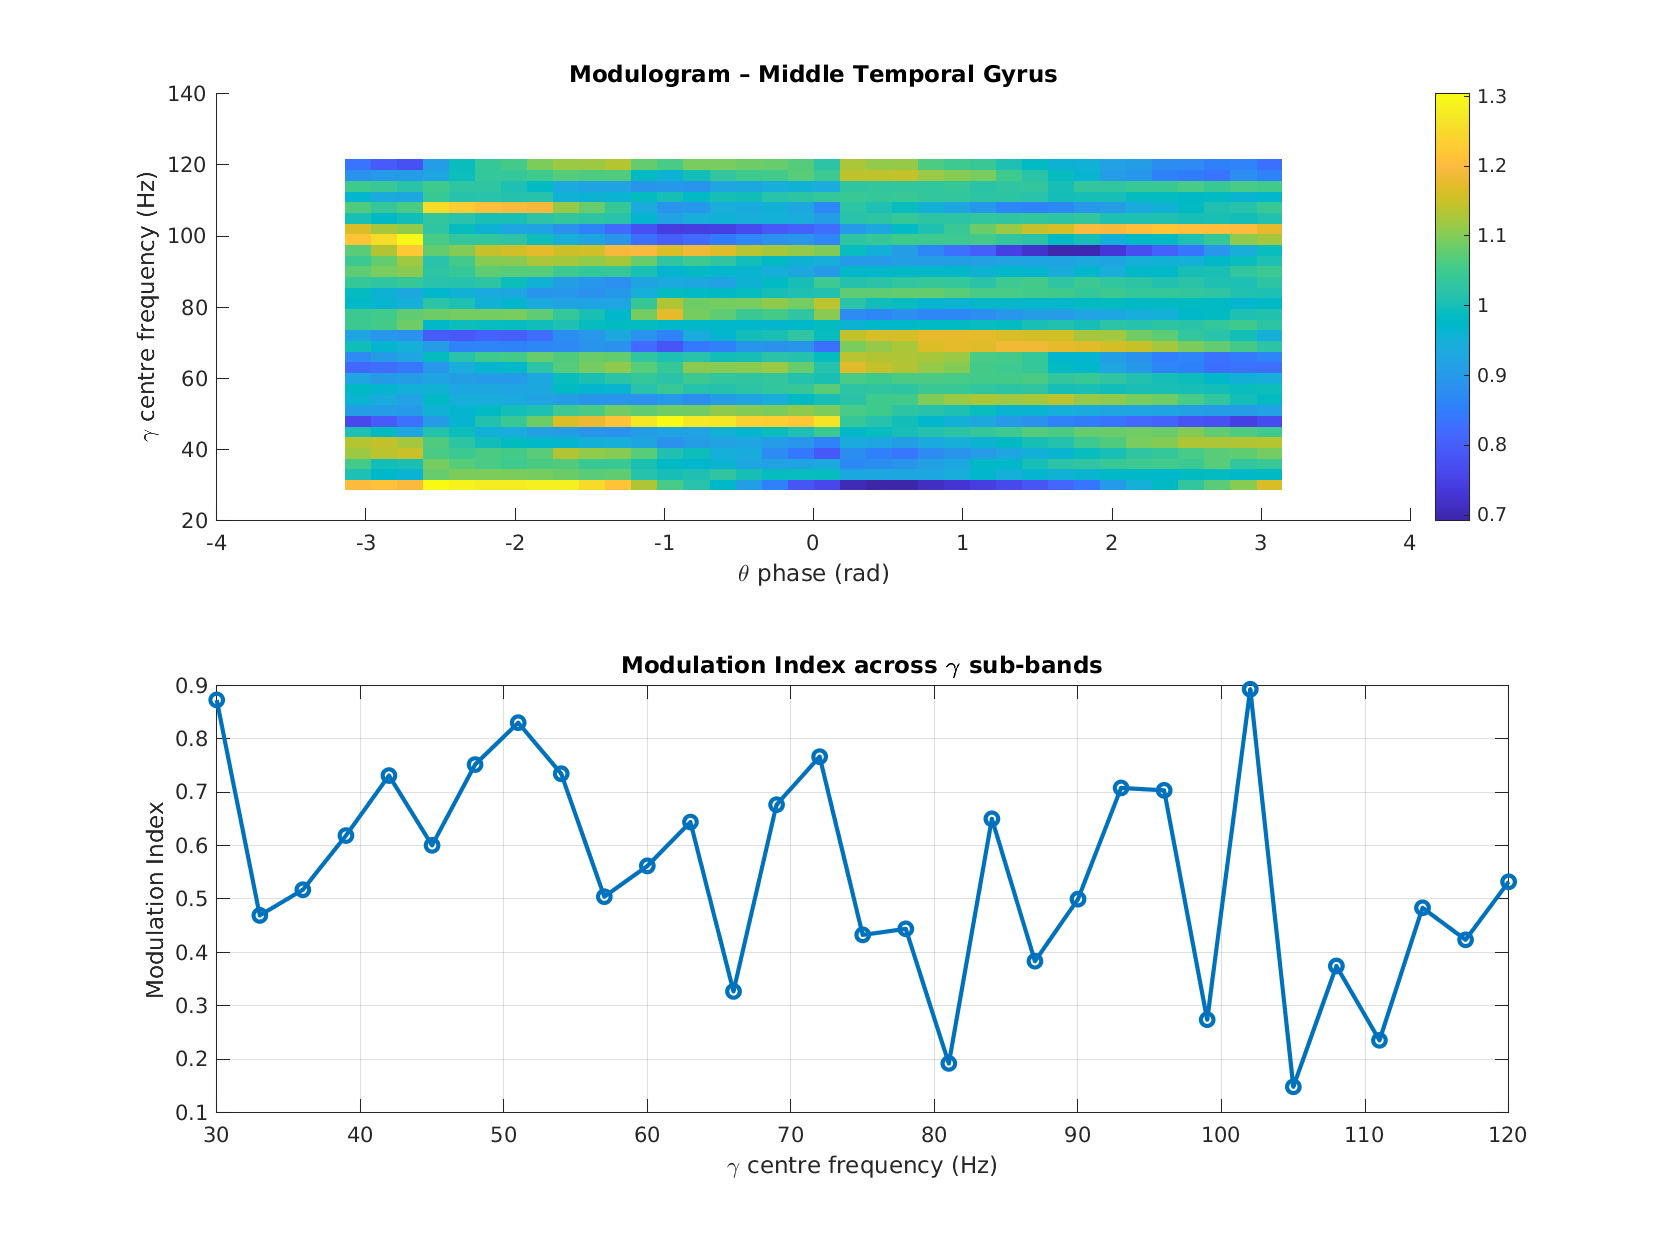 Modulogram – Middle Temporal Gyrus
γ centre frequency (Hz)
140
120
100
80
60
40
20
-4 -3 -2 -1 0 1 2 3 4
θ phase (rad)
1.3
1.2
1.1
1
0.9
0.8
0.7
Modulation Index across γ sub-bands
Modulation Index
0.9
0.8
0.7
0.6
0.5
0.4
0.3
0.2
0.1
30 40 50 60 70 80 90 100 110 120
γ centre frequency (Hz)